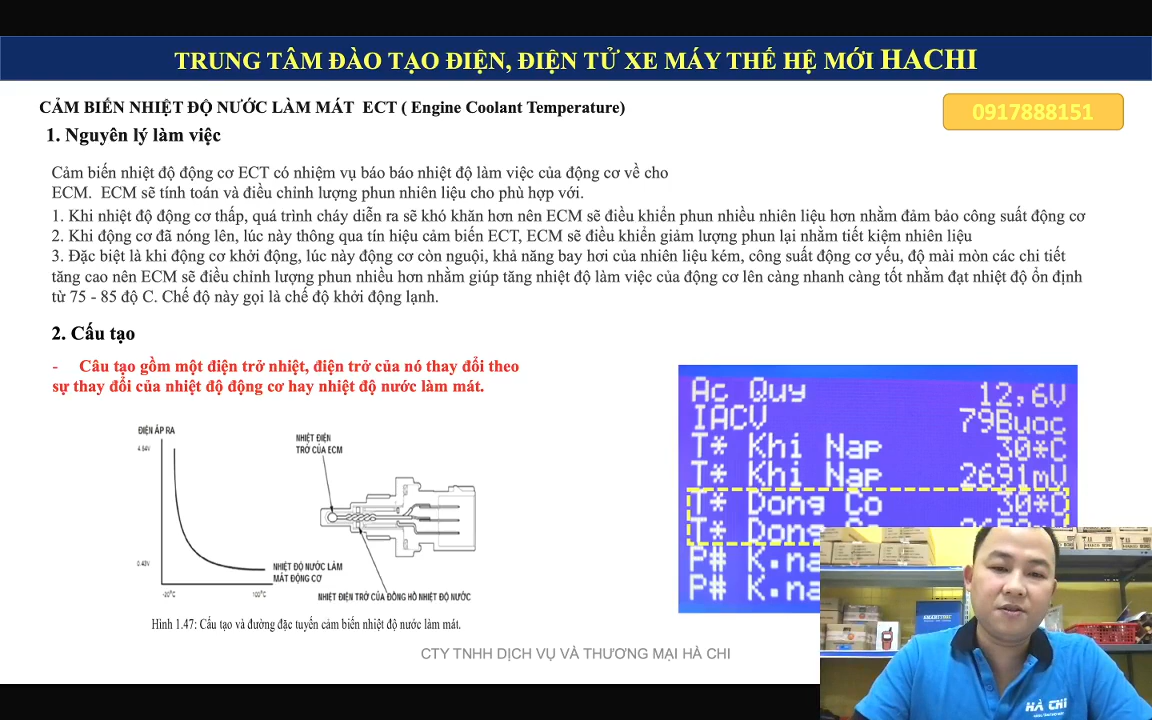 TRUNG TÂM ĐÀO TẠO ĐIỆN, ĐIỆN TỬ XE MÁY THẾ HỆ MỚI HACHI
CẢM BIẾN NHIỆT ĐỘ NƯỚC LÀM MÁT ECT ( Engine Coolant Temperature)
0917888151
1. Nguyên lý làm việc
Cảm biến nhiệt độ động cơ ECT có nhiệm vụ báo báo nhiệt độ làm việc của động cơ về cho
ECM. ECM sẽ tính toán và điều chỉnh lượng phun nhiên liệu cho phù hợp với.
1. Khi nhiệt độ động cơ thấp, quá trình cháy diễn ra sẽ khó khăn hơn nên ECM sẽ điều khiển phun nhiều nhiên liệu hơn nhằm đảm bảo công suất động cơ
2. Khi động cơ đã nóng lên, lúc này thông qua tín hiệu cảm biến ECT, ECM sẽ điều khiển giảm lượng phun lại nhằm tiết kiệm nhiên liệu
3. Đặc biệt là khi động cơ khởi động, lúc này động cơ còn nguội, khả năng bay hơi của nhiên liệu kém, công suất động cơ yếu, độ mài mòn các chi tiết
tăng cao nên ECM sẽ điều chỉnh lượng phun nhiều hơn nhằm giúp tăng nhiệt độ làm việc của động cơ lên càng nhanh càng tốt nhằm đạt nhiệt độ ổn định
từ 75 - 85 độ C. Chế độ này gọi là chế độ khởi động lạnh.
2. Cấu tạo
- Câu tạo gồm một điện trở nhiệt, điện trở của nó thay đổi theo
sự thay đổi của nhiệt độ động cơ hay nhiệt độ nước làm mát.
ĐIỆN ÁP RA
4.84V
0.43V
-20°C
100°C
NHIỆT ĐỘ NƯỚC LÀM
MÁT ĐỘNG CƠ
NHIỆT ĐIỆN
TRỞ CỦA ECM
NHIỆT ĐIỆN TRỞ CỦA ĐỒNG HỒ NHIỆT ĐỘ NƯỚC
Hình 1.47: Cấu tạo và đường đặc tuyến cảm biến nhiệt độ nước làm mát.
Ac Quy 12,6V
IACV 79Buoc
T* Khi Nap 30*C
T* Khi Nap 2691mV
T* Dong Co 30*C
T* Dong
P# K.na
P# K.na
CTY TNHH DỊCH VỤ VÀ THƯƠNG MẠI HÀ CHI
HÀ CHI